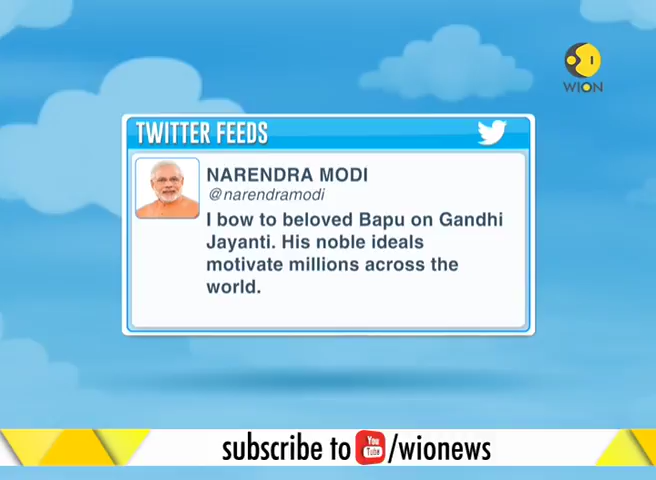 WION
TWITTER FEEDS
NARENDRA MODI
@narendramodi
I bow to beloved Bapu on Gandhi
Jayanti. His noble ideals
motivate millions across the
world.
subscribe to You Tube /wionews